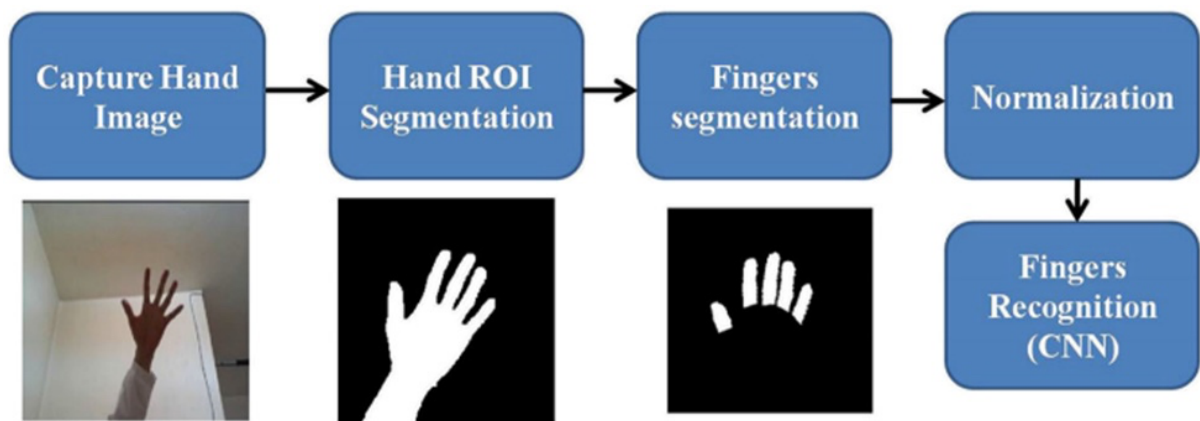 Capture Hand
Image
Hand ROI
Segmentation
Fingers
segmentation
Normalization
Fingers
Recognition
(CNN)